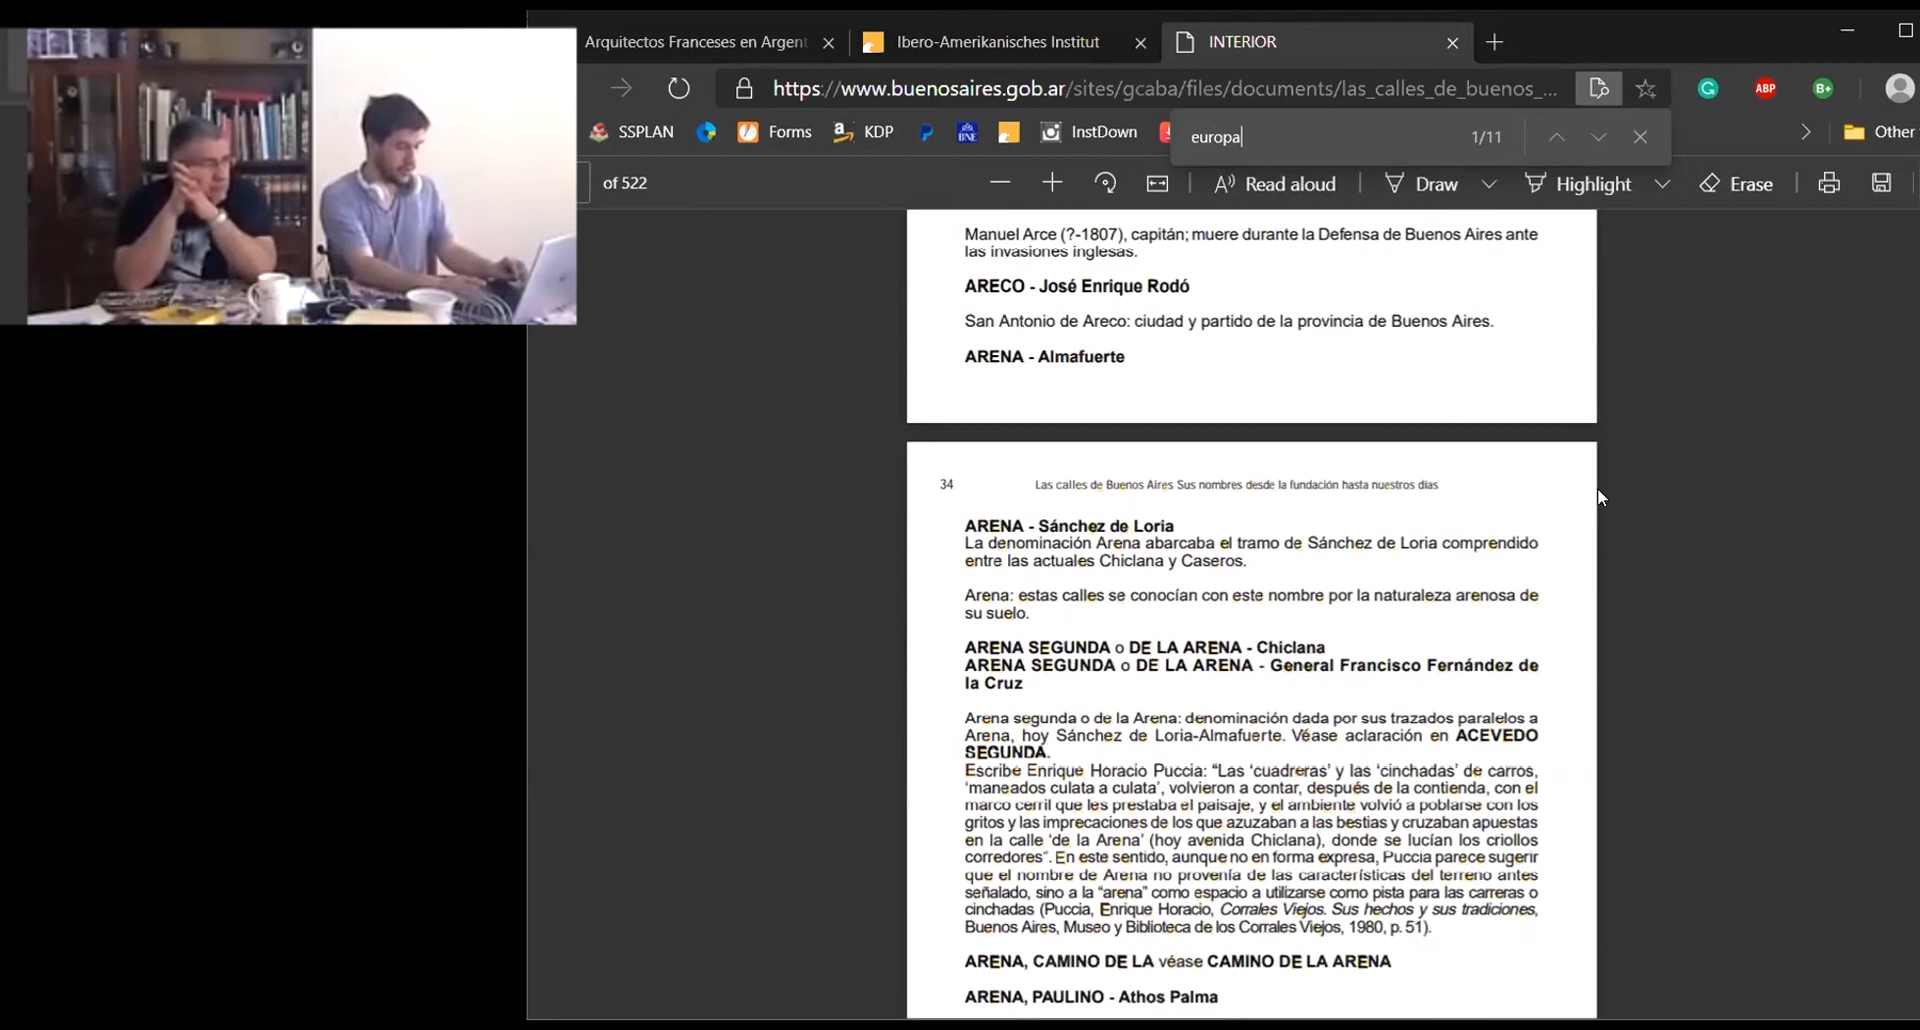 Arquitectos Franceses en Argent
Ibero-Amerikanisches Institut
INTERIOR
https://www.buenosaires.gob.ar/sites/gcaba/files/documents/las_calles_de_buenos_...
ABP
B+
SSPLAN
Forms
KDP
BNE
InstDown
Other
europa
1/11
of 522
Read aloud
Draw
Highlight
Erase
Manuel Arce (?-1807), capitán; muere durante la Defensa de Buenos Aires ante
las invasiones inglesas.
ARECO - José Enrique Rodó
San Antonio de Areco: ciudad y partido de la provincia de Buenos Aires.
ARENA - Almafuerte
34
Las calles de Buenos Aires Sus nombres desde la fundación hasta nuestros días
ARENA - Sánchez de Loria
La denominación Arena abarcaba el tramo de Sánchez de Loria comprendido
entre las actuales Chiclana y Caseros.
Arena: estas calles se conocían con este nombre por la naturaleza arenosa de
su suelo.
ARENA SEGUNDA o DE LA ARENA - Chiclana
ARENA SEGUNDA o DE LA ARENA - General Francisco Fernández de
la Cruz
Arena segunda o de la Arena: denominación dada por sus trazados paralelos a
Arena, hoy Sánchez de Loria-Almafuerte. Véase aclaración en ACEVEDO
SEGUNDA.
Escribe Enrique Horacio Puccia: “Las ‘cuadreras’ y las ‘cinchadas’ de carros,
‘maneados culata a culata’, volvieron a contar, después de la contienda, con el
marco cerril que les prestaba el paisaje, y el ambiente volvió a poblarse con los
gritos y las imprecaciones de los que azuzaban a las bestias y cruzaban apuestas
en la calle ‘de la Arena’ (hoy avenida Chiclana), donde se lucían los criollos
corredores”. En este sentido, aunque no en forma expresa, Puccia parece sugerir
que el nombre de Arena no provenía de las características del terreno antes
señalado, sino a la “arena” como espacio a utilizarse como pista para las carreras o
cinchadas (Puccia, Enrique Horacio, Corrales Viejos. Sus hechos y sus tradiciones,
Buenos Aires, Museo y Biblioteca de los Corrales Viejos, 1980, p. 51).
ARENA, CAMINO DE LA véase CAMINO DE LA ARENA
ARENA, PAULINO - Athos Palma